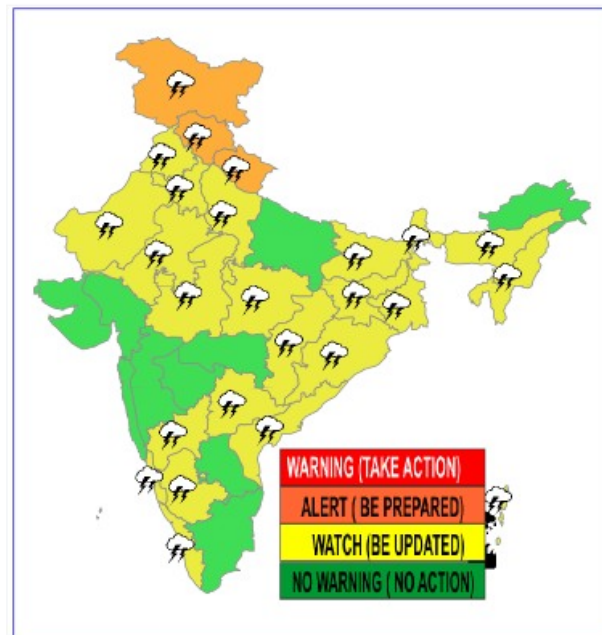 WARNING (TAKE ACTION)
ALERT ( BE PREPARED)
WATCH (BE UPDATED)
NO WARNING ( NO ACTION)